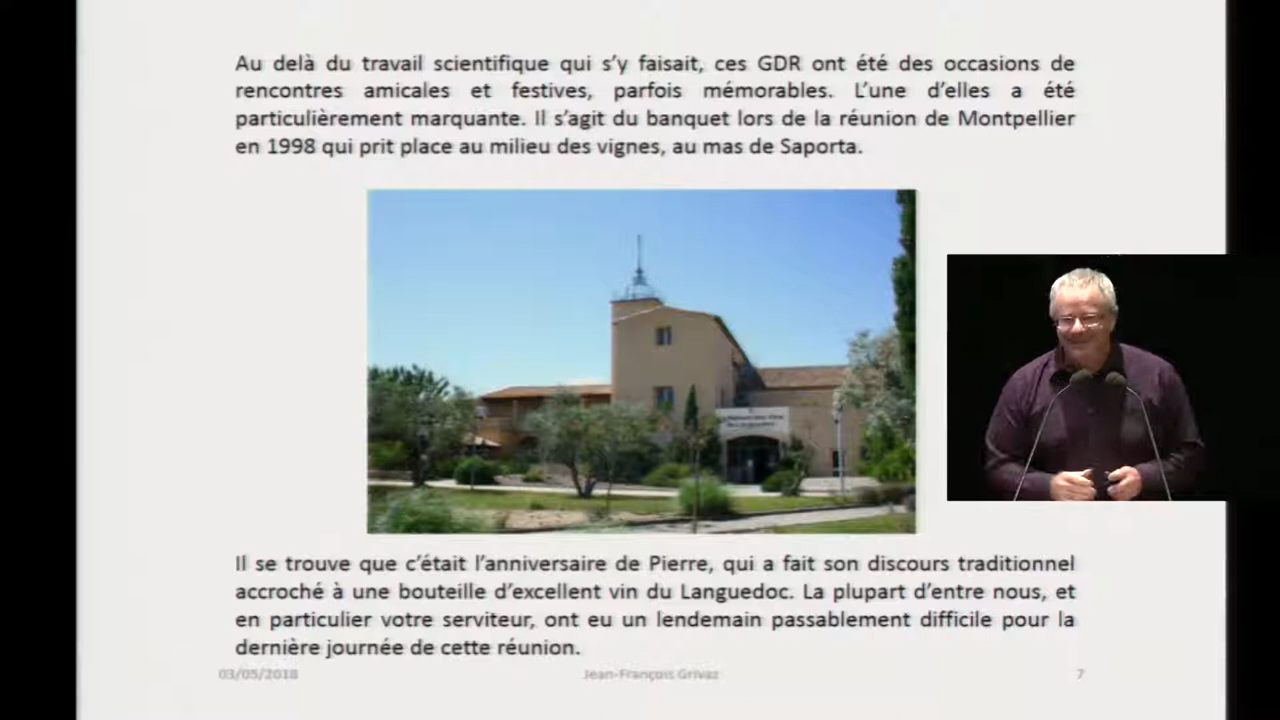 Au delà du travail scientifique qui s’y faisait, ces GDR ont été des occasions de
rencontres amicales et festives, parfois mémorables. L’une d’elles a été
particulièrement marquante. Il s’agit du banquet lors de la réunion de Montpellier
en 1998 qui prit place au milieu des vignes, au mas de Saporta.
Il se trouve que c’était l’anniversaire de Pierre, qui a fait son discours traditionnel
accroché à une bouteille d’excellent vin du Languedoc. La plupart d’entre nous, et
en particulier votre serviteur, ont eu un lendemain passablement difficile pour la
dernière journée de cette réunion.
03/05/2018
Jean-François Grivaz
7